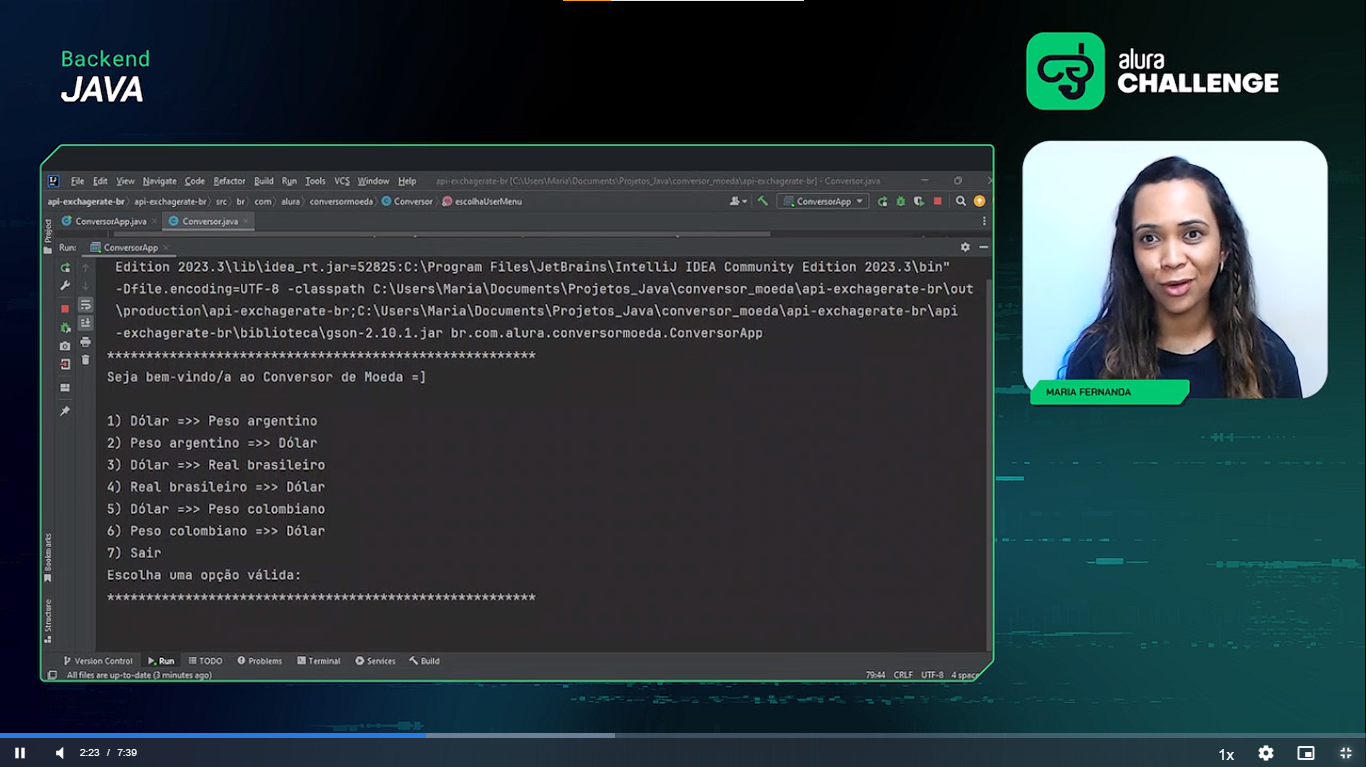 Backend
JAVA
alura
CHALLENGE
File Edit View Navigate Code Refactor Build Run Tools VCS Window Help api-exchagerate-br [C:\Users\Maria\Documents\Projetos_Java\conversor_moeda\api-exchagerate-br] - Conversor.java
api-exchagerate-br api-exchagerate-br src br com alura conversormoeda Conversor escolhaUserMenu ConversorApp
ConversorApp.java Conversor.java
Project
Run: ConversorApp
Edition 2023.3\lib\idea_rt.jar=52825:C:\Program Files\JetBrains\IntelliJ IDEA Community Edition 2023.3\bin"
-Dfile.encoding=UTF-8 -classpath C:\Users\Maria\Documents\Projetos_Java\conversor_moeda\api-exchagerate-br\out
\production\api-exchagerate-br;C:\Users\Maria\Documents\Projetos_Java\conversor_moeda\api-exchagerate-br\api
-exchagerate-br\biblioteca\gson-2.10.1.jar br.com.alura.conversormoeda.ConversorApp
*******************************************************
Seja bem-vindo/a ao Conversor de Moeda =]
1) Dólar =>> Peso argentino
2) Peso argentino =>> Dólar
3) Dólar =>> Real brasileiro
4) Real brasileiro =>> Dólar
5) Dólar =>> Peso colombiano
6) Peso colombiano =>> Dólar
7) Sair
Escolha uma opção válida:
*******************************************************
Bookmarks
Structure
Version Control Run TODO Problems Terminal Services Build
All files are up-to-date (3 minutes ago) 79:44 CRLF UTF-8 4 space
MARIA FERNANDA
2:23 / 7:39 1x